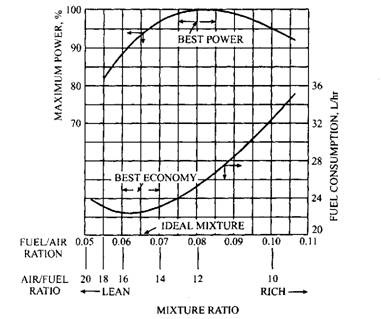 MAXIMUM POWER, %
100
90
80
70
BEST POWER
36
32
28
24
20
FUEL CONSUMPTION, L/hr
BEST ECONOMY
IDEAL MIXTURE
FUEL/AIR
RATION
0.05 0.06 0.07 0.08 0.09 0.10 0.11
AIR/FUEL
RATIO
20 18 16 14 12 10
LEAN
RICH
MIXTURE RATIO